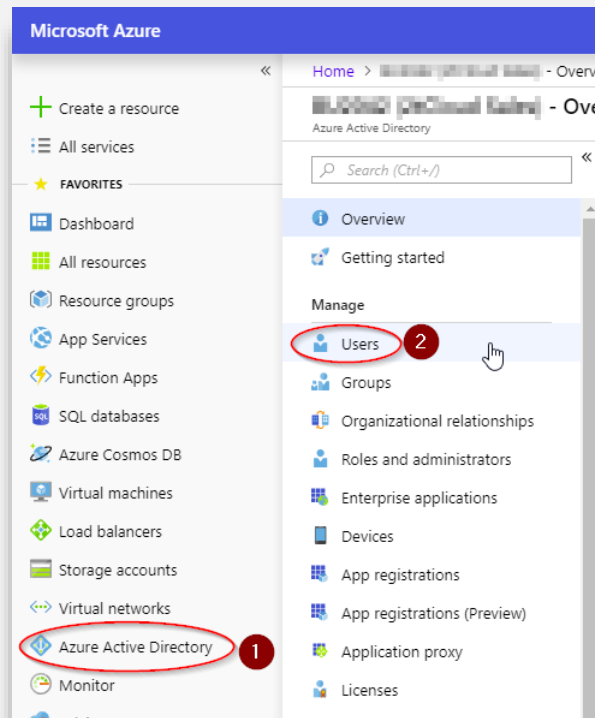 Microsoft Azure
«
Home > - Overv
Create a resource
- Ove
Azure Active Directory
All services
Search (Ctrl+/)
«
FAVORITES
Dashboard
All resources
Resource groups
App Services
Function Apps
SQL databases
SQL
Azure Cosmos DB
Virtual machines
Load balancers
Storage accounts
Virtual networks
Azure Active Directory
1
Monitor
Overview
Getting started
Manage
Users
2
Groups
Organizational relationships
Roles and administrators
Enterprise applications
Devices
App registrations
App registrations (Preview)
Application proxy
Licenses